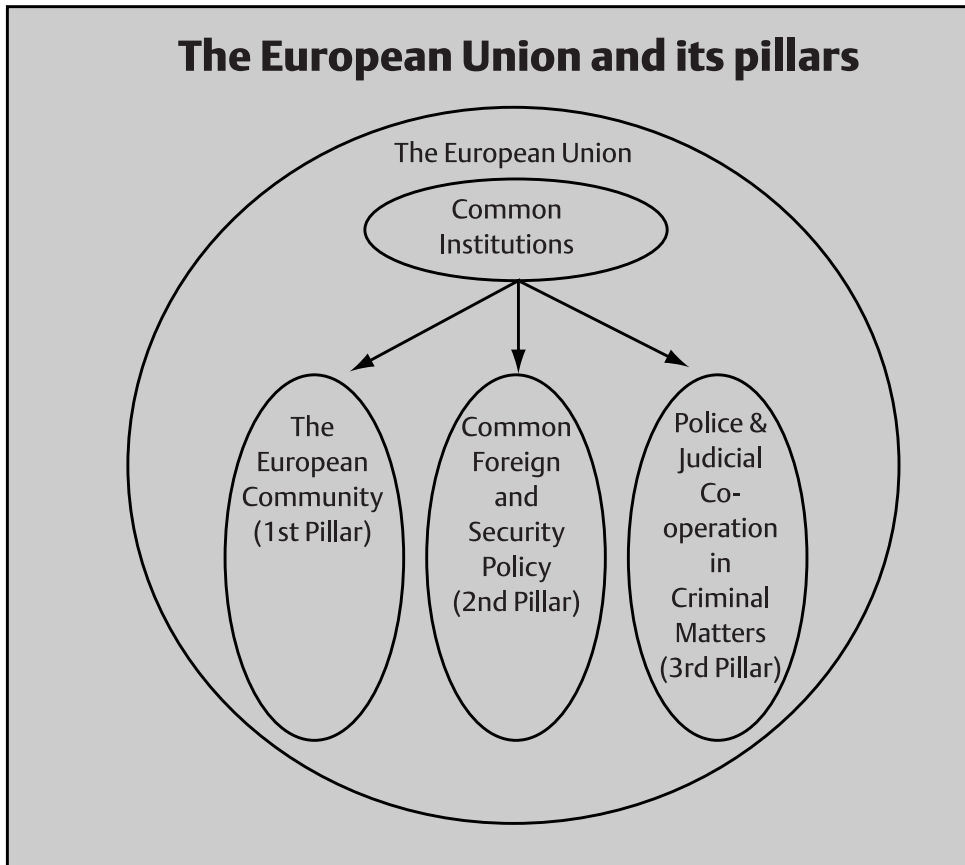 The European Union and its pillars
The European Union
Common
Institutions
The
European
Community
(1st Pillar)
Common
Foreign
and
Security
Policy
(2nd Pillar)
Police &
Judicial
Co-
operation
in
Criminal
Matters
(3rd Pillar)